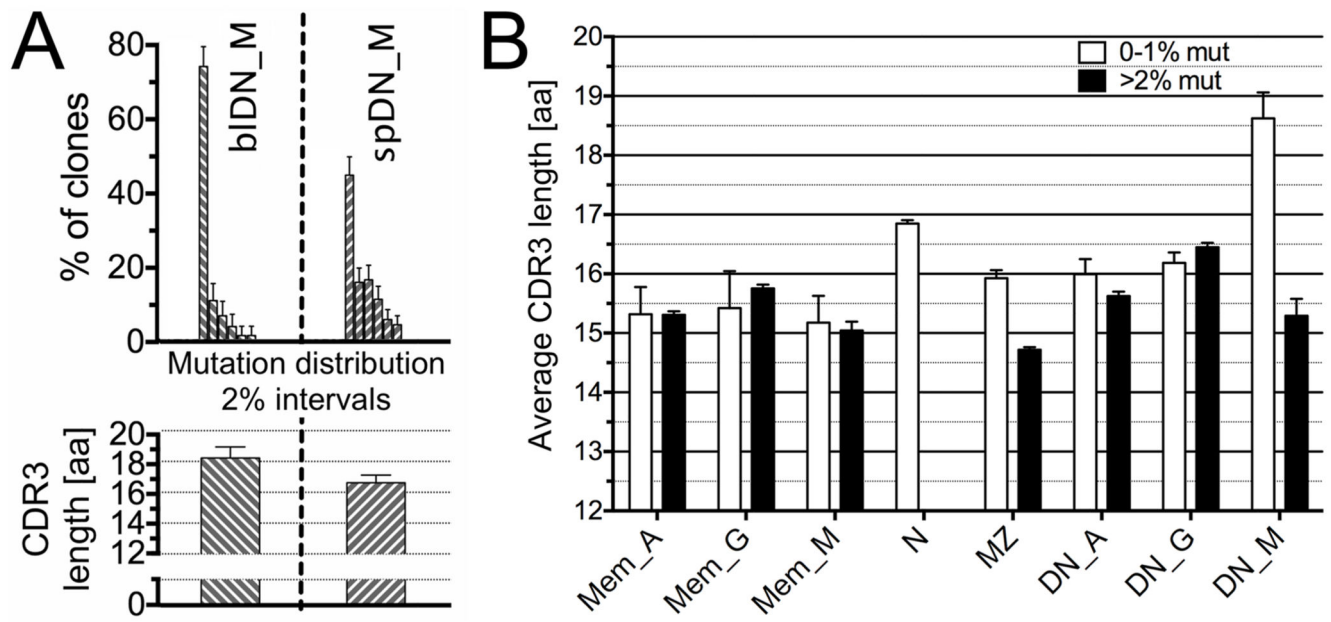 A
80
60
40
20
0
% of clones
blDN_M
spDN_M
Mutation distribution
2% intervals
20
18
16
14
12
0
CDR3
length [aa]
B
20
19
18
17
16
15
14
13
12
Average CDR3 length [aa]
0-1% mut
>2% mut
Mem_A
Mem_G
Mem_M
N
MZ
DN_A
DN_G
DN_M